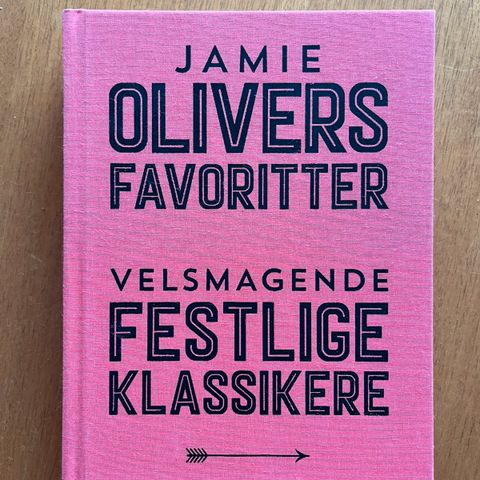 JAMIE
OLIVERS
FAVORITTER
VELSMAGENDE
FESTLIGE
KLASSIKERE